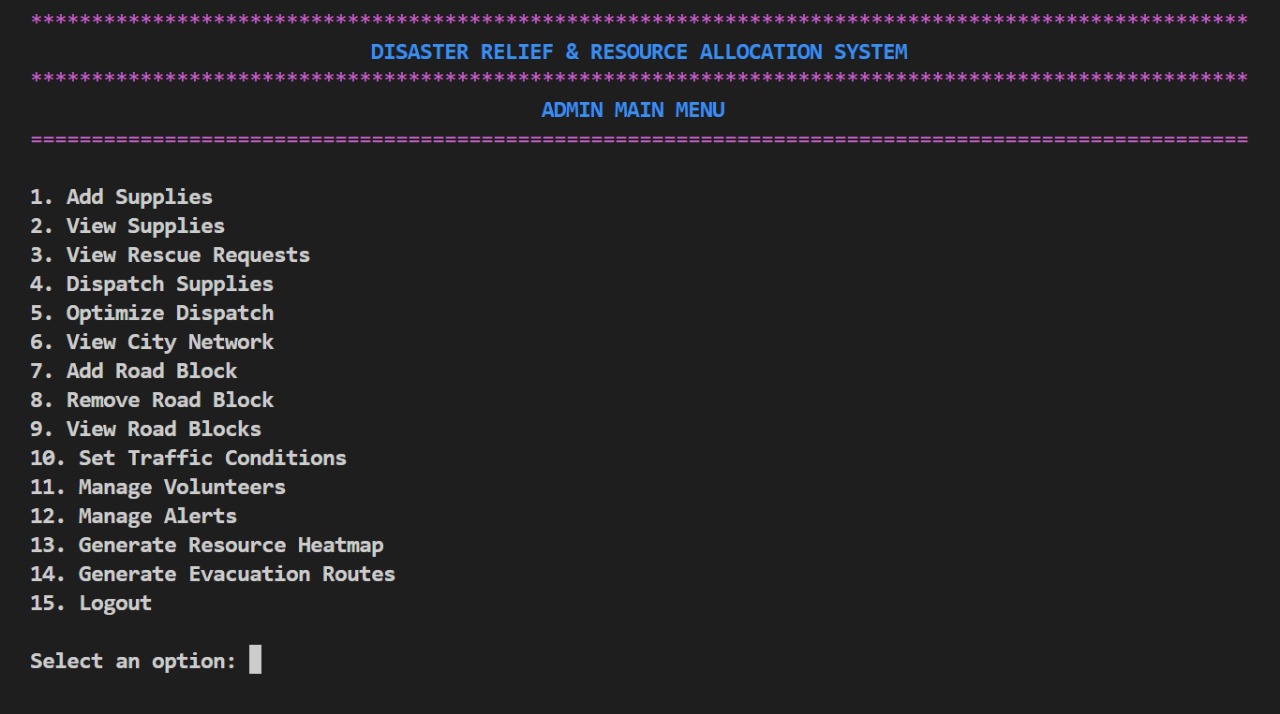 ****************************************************************************************************
DISASTER RELIEF & RESOURCE ALLOCATION SYSTEM
****************************************************************************************************
ADMIN MAIN MENU
====================================================================================================
1. Add Supplies
2. View Supplies
3. View Rescue Requests
4. Dispatch Supplies
5. Optimize Dispatch
6. View City Network
7. Add Road Block
8. Remove Road Block
9. View Road Blocks
10. Set Traffic Conditions
11. Manage Volunteers
12. Manage Alerts
13. Generate Resource Heatmap
14. Generate Evacuation Routes
15. Logout
Select an option: